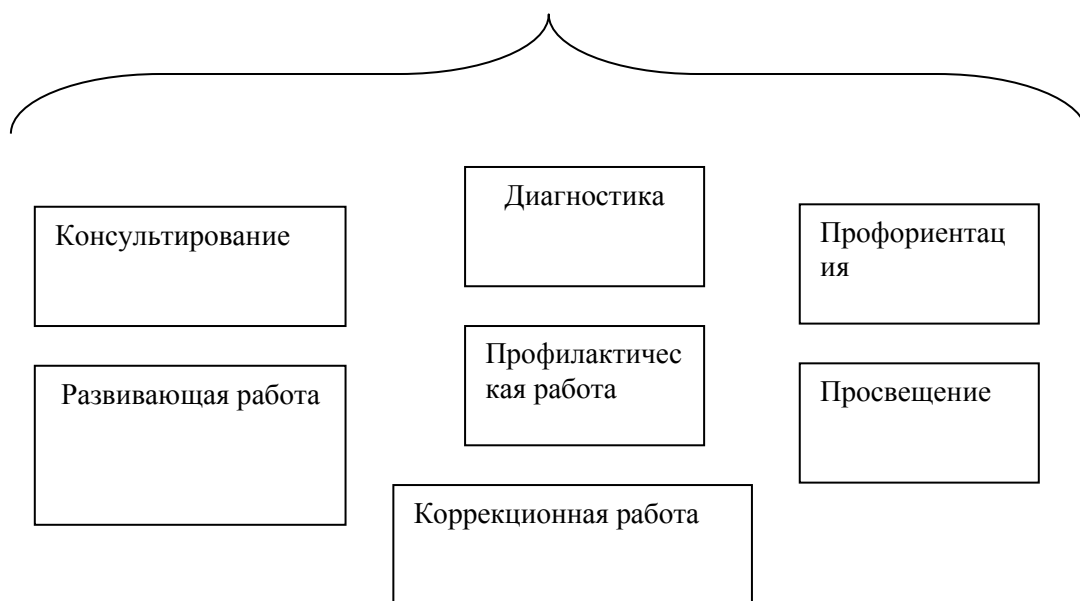 Диагностика
Консультирование
Профориентац
ия
Профилактичес
кая работа
Развивающая работа
Просвещение
Коррекционная работа